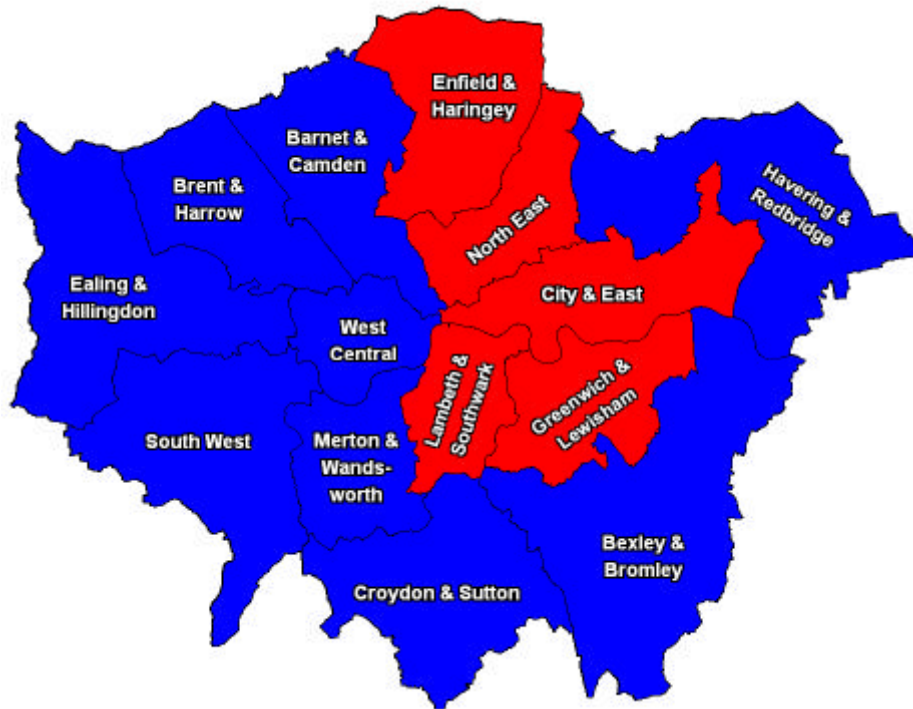 Enfield &
Haringey
Barnet &
Camden
Brent &
Harrow
Havering &
Redbridge
North East
Ealing &
Hillingdon
City & East
West
Central
Lambeth &
Southwark
Greenwich &
Lewisham
South West
Merton &
Wands-
worth
Bexley &
Bromley
Croydon & Sutton